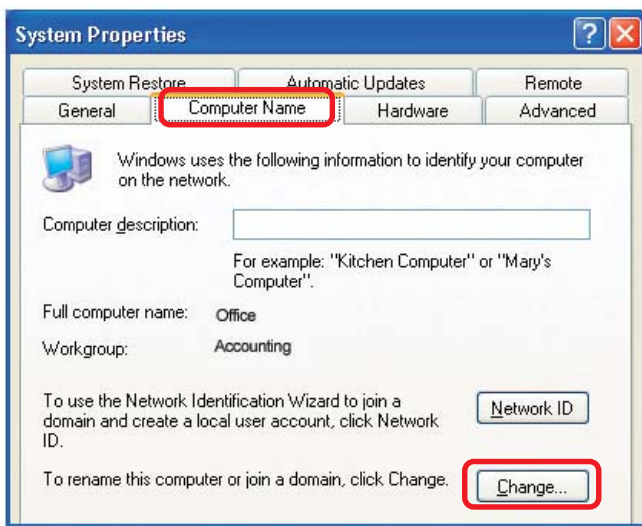 System Properties
System Restore Automatic Updates Remote
General Computer Name Hardware Advanced
Windows uses the following information to identify your computer
on the network.
Computer description:
For example: "Kitchen Computer" or "Mary's
Computer".
Full computer name: Office
Workgroup: Accounting
To use the Network Identification Wizard to join a
domain and create a local user account, click Network
ID.
Network ID
To rename this computer or join a domain, click Change.
Change...